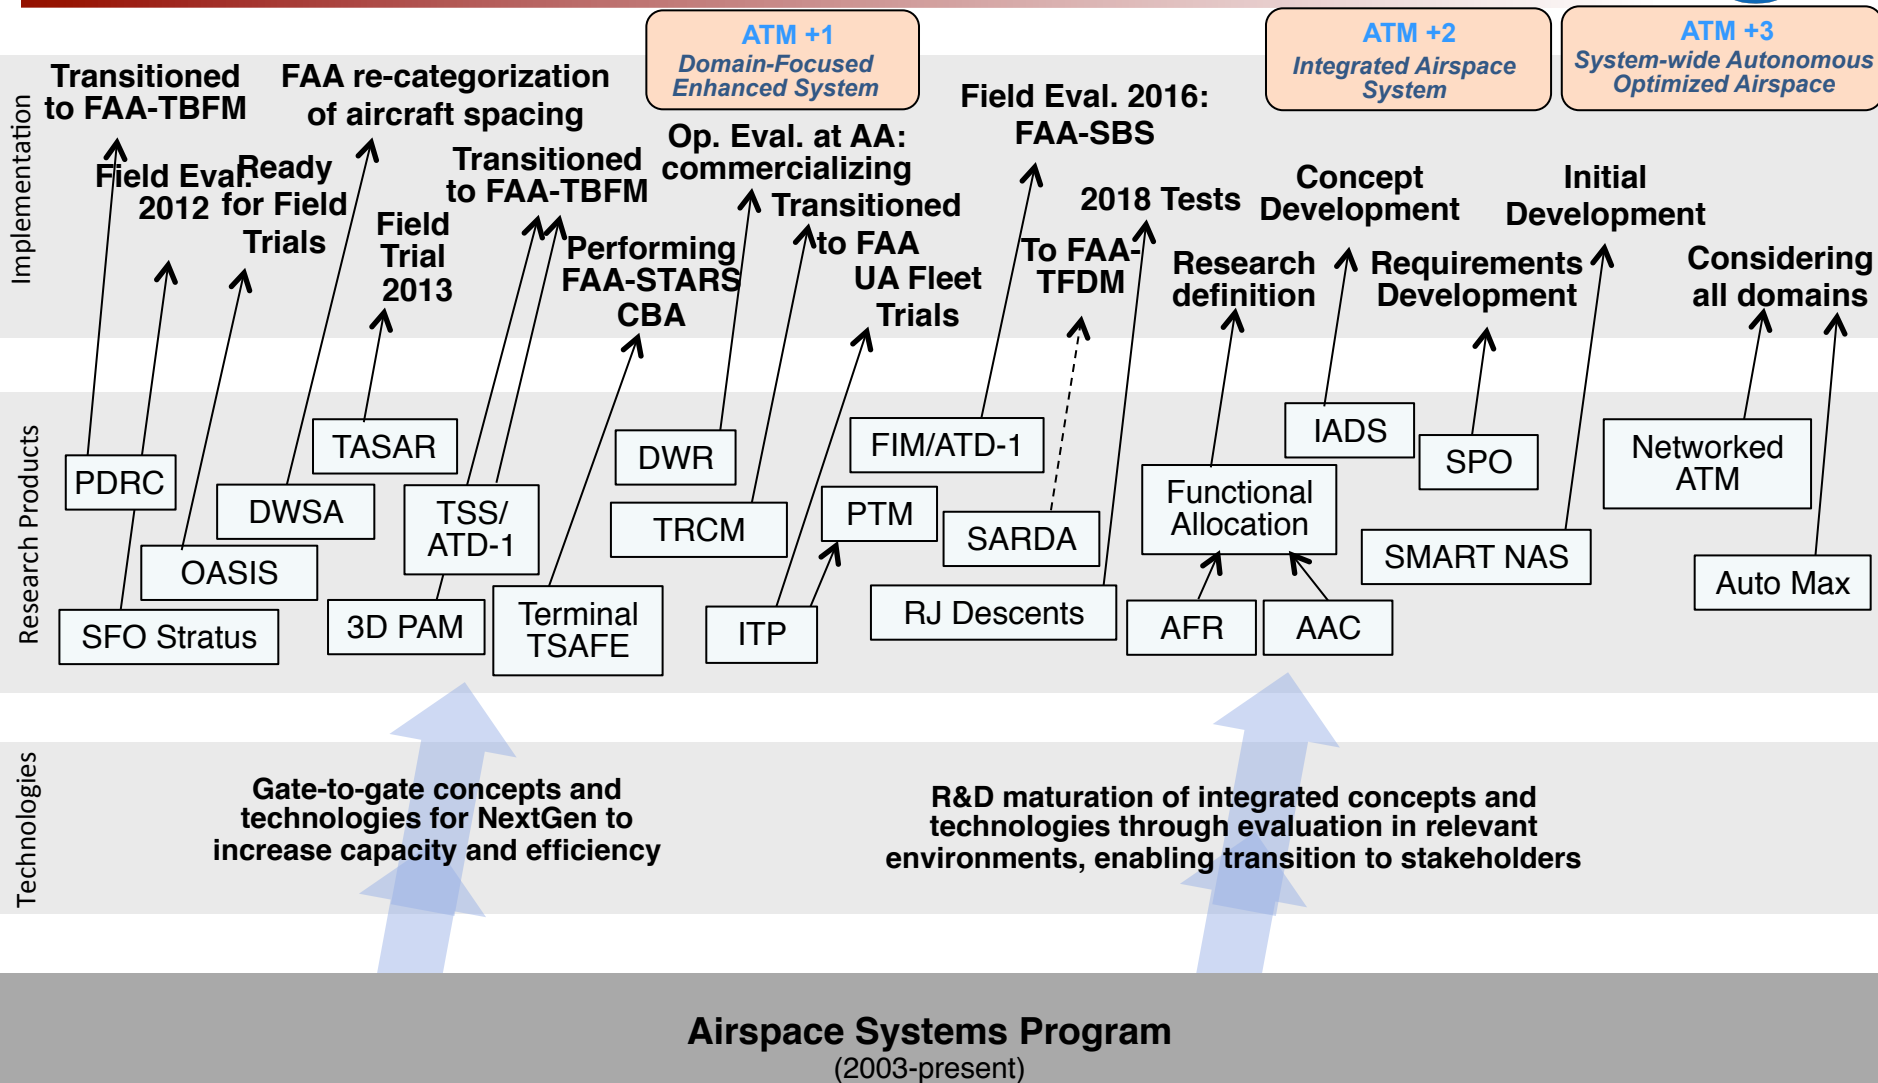 ATM +1
Domain-Focused
Enhanced System
ATM +2
Integrated Airspace
System
ATM +3
System-wide Autonomous
Optimized Airspace
Implementation
Transitioned
to FAA-TBFM
Field Eval.
2012
Ready
for Field
Trials
FAA re-categorization
of aircraft spacing
Field
Trial
2013
Transitioned
to FAA-TBFM
Performing
FAA-STARS
CBA
Op. Eval. at AA:
commercializing
Transitioned
to FAA
UA Fleet
Trials
Field Eval. 2016:
FAA-SBS
To FAA-
TFDM
2018 Tests
Research
definition
Concept
Development
Requirements
Development
Initial
Development
Considering
all domains
Research Products
PDRC
SFO Stratus
OASIS
DWSA
TASAR
TSS/
ATD-1
3D PAM
Terminal
TSAFE
DWR
TRCM
ITP
PTM
FIM/ATD-1
SARDA
RJ Descents
Functional
Allocation
AFR
AAC
IADS
SPO
SMART NAS
Networked
ATM
Auto Max
Technologies
Gate-to-gate concepts and
technologies for NextGen to
increase capacity and efficiency
R&D maturation of integrated concepts and
technologies through evaluation in relevant
environments, enabling transition to stakeholders
Airspace Systems Program
(2003-present)